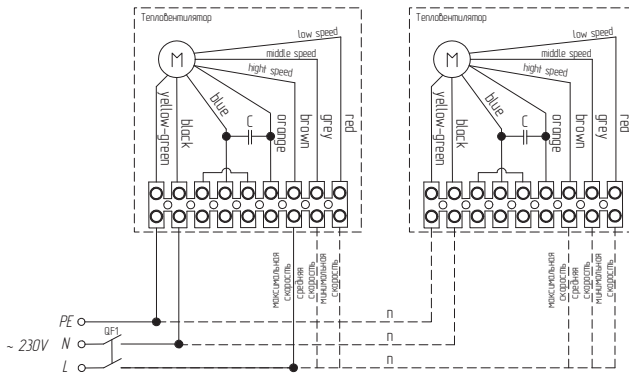 Тепловентилятор
low speed
middle speed
hight speed
M
yellow-green
black
blue
C
orange
brown
grey
red
максимальная
скорость
средняя
скорость
минимальная
скорость
Тепловентилятор
low speed
middle speed
hight speed
M
yellow-green
black
blue
C
orange
brown
grey
red
максимальная
скорость
средняя
скорость
минимальная
скорость
PE
n
~ 230V
N
QF1
n
L
n